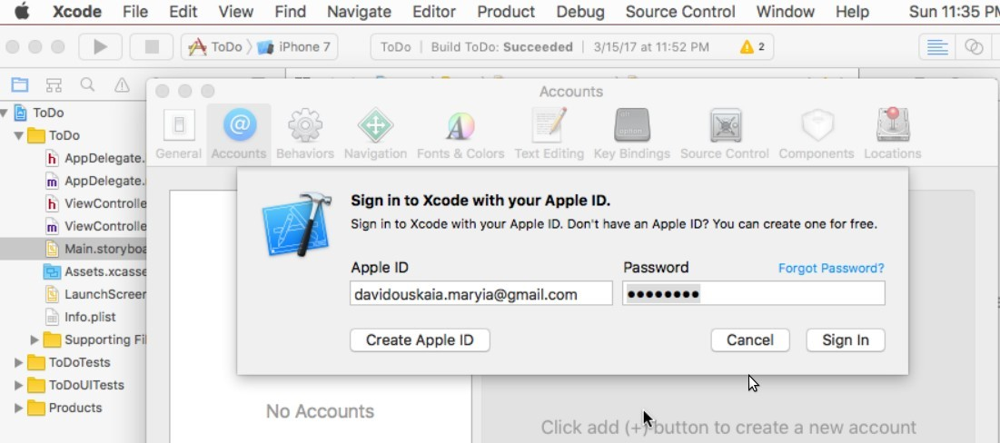 Xcode File Edit View Find Navigate Editor Product Debug Source Control Window Help Sun 11:35 PM
ToDo iPhone 7 ToDo | Build ToDo: Succeeded | 3/15/17 at 11:52 PM 2
Accounts
General Accounts Behaviors Navigation Fonts & Colors Text Editing Key Bindings Source Control Components Locations
ToDo
ToDo
h AppDelegate.
m AppDelegate.
h ViewControlle
m ViewControlle
Main.storyboa
Assets.xcasse
LaunchScreen
Info.plist
Supporting Fil
ToDoTests
ToDoUITests
Products
Sign in to Xcode with your Apple ID.
Sign in to Xcode with your Apple ID. Don't have an Apple ID? You can create one for free.
Apple ID Password Forgot Password?
davidouskaia.maryia@gmail.com ●●●●●●●●
Create Apple ID Cancel Sign In
No Accounts
Click add (+) button to create a new account